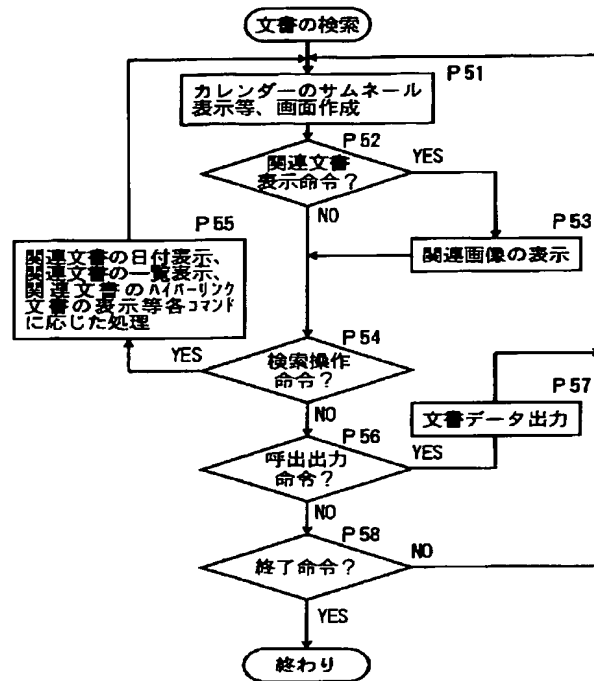 文書の検索
P51
カレンダーのサムネール
表示等、画面作成
P52
関連文書
表示命令?
YES
NO
P53
関連画像の表示
P55
関連文書の日付表示、
関連文書の一覧表示、
関連文書のハイパーリンク
文書の表示等各コマンド
に応じた処理
P54
検索操作
命令?
YES
NO
P57
文書データ出力
P56
呼出出力
命令?
YES
NO
P58
終了命令?
NO
YES
終わり